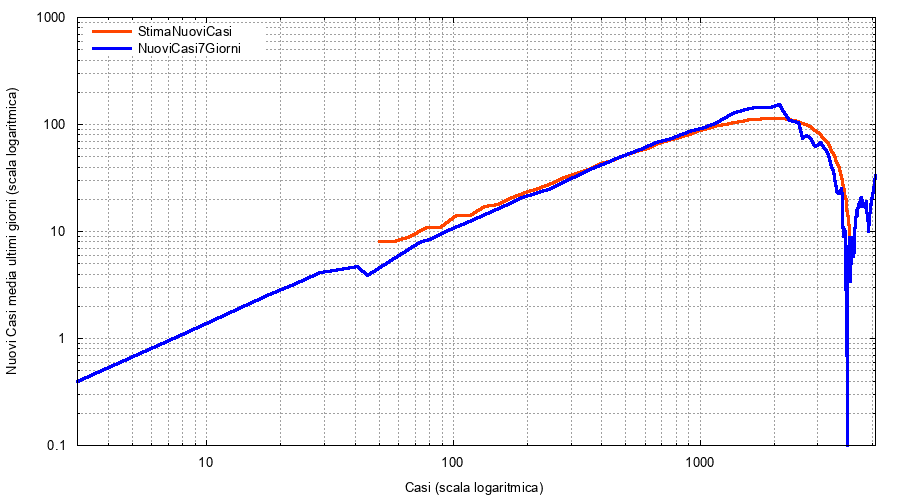 1000
StimaNuoviCasi
NuoviCasi7Giorni
100
10
1
0.1
Nuovi Casi media ultimi giorni (scala logaritmica)
10
100
1000
Casi (scala logaritmica)